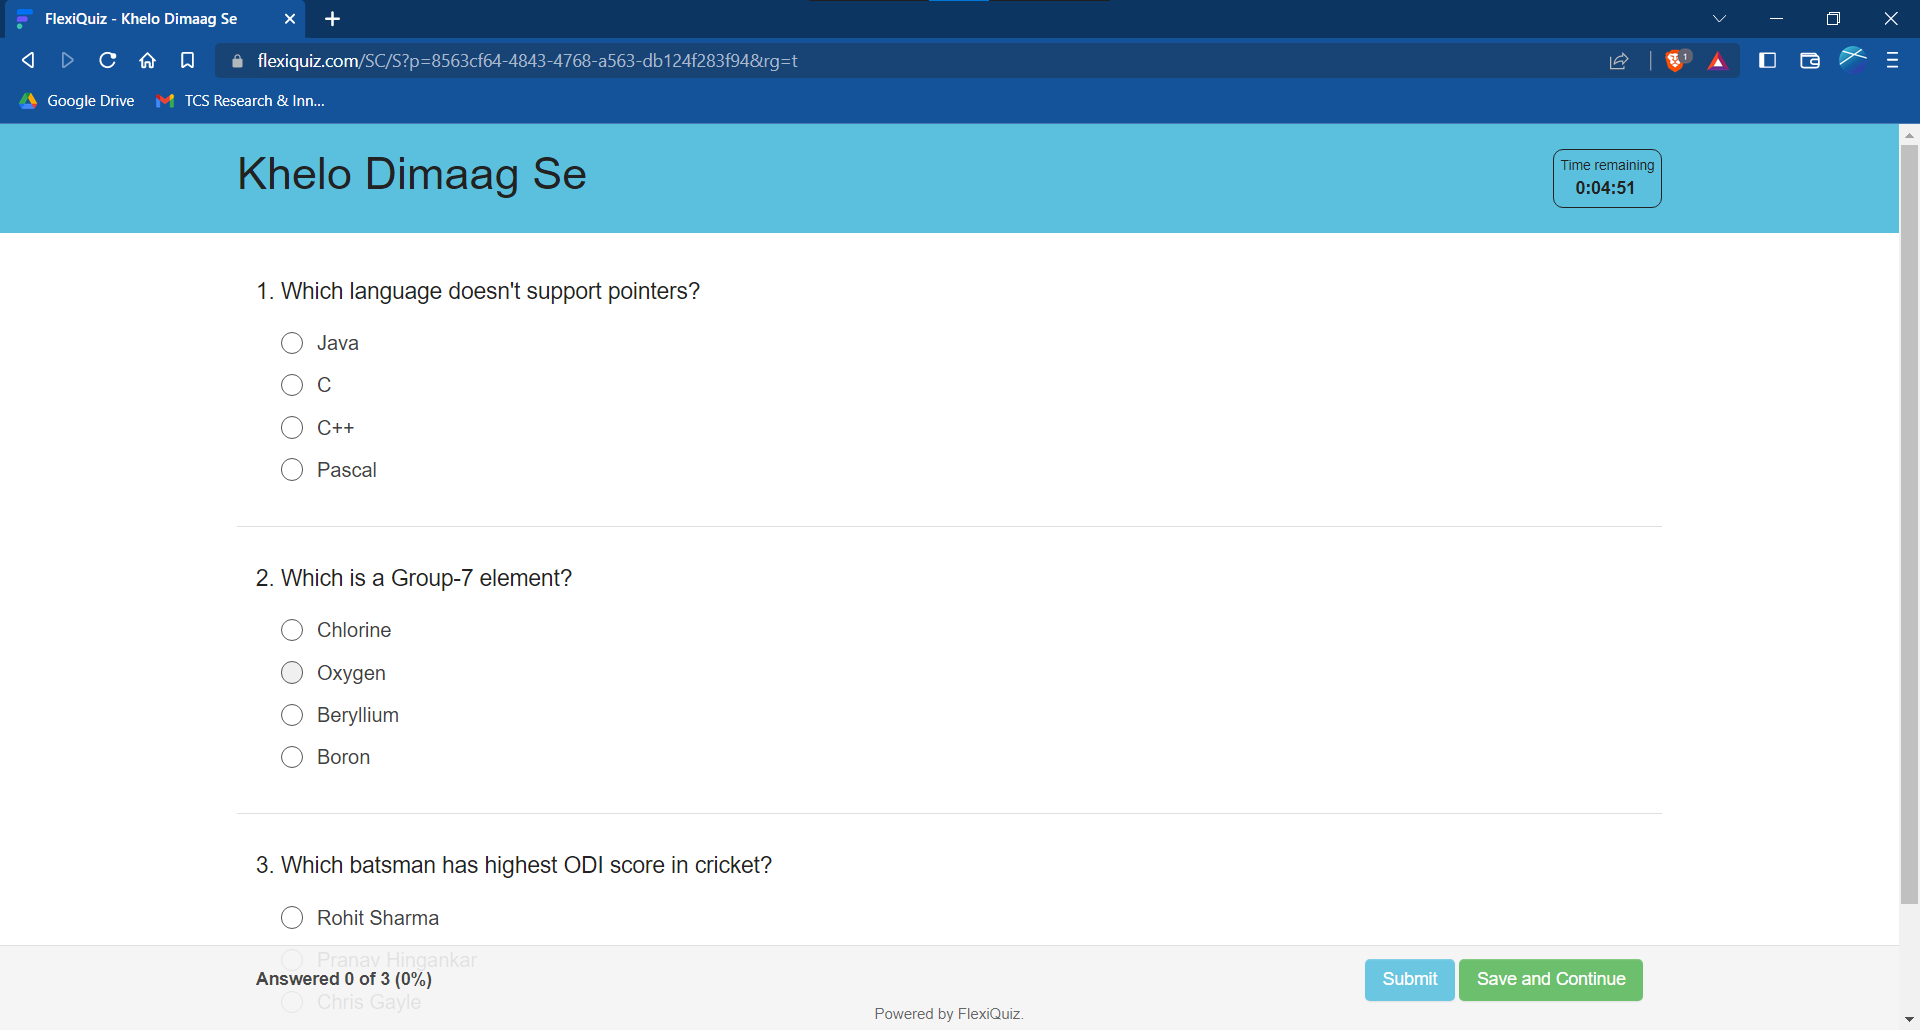 FlexiQuiz - Khelo Dimaag Se
flexiquiz.com/SC/S?p=8563cf64-4843-4768-a563-db124f283f94&rg=t
1
Google Drive
TCS Research & Inn...
Khelo Dimaag Se
Time remaining
0:04:51
1. Which language doesn't support pointers?
Java
C
C++
Pascal
2. Which is a Group-7 element?
Chlorine
Oxygen
Beryllium
Boron
3. Which batsman has highest ODI score in cricket?
Rohit Sharma
Pranav Hingankar
Answered 0 of 3 (0%)
Submit
Save and Continue
Chris Gayle
Powered by FlexiQuiz.